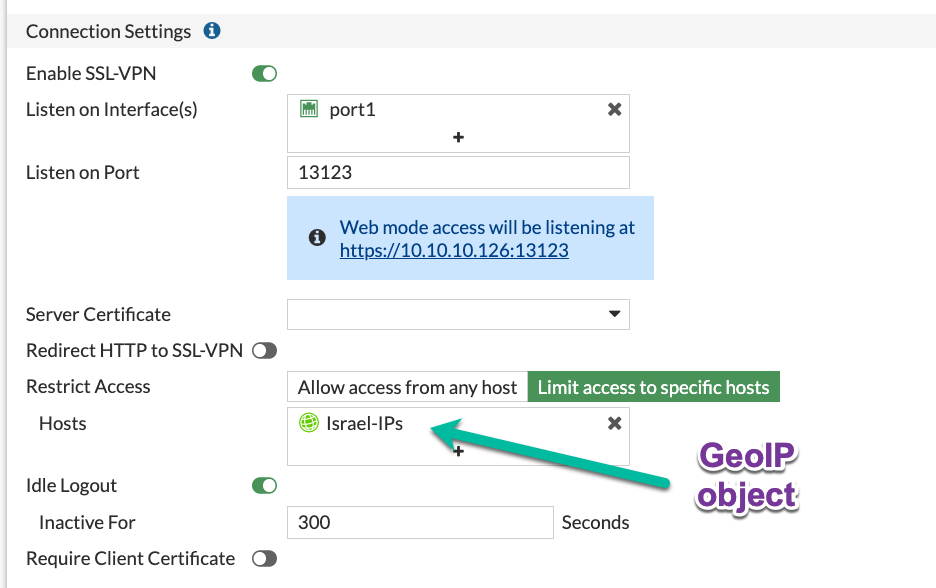 Connection Settings
Enable SSL-VPN
Listen on Interface(s)
port1
Listen on Port
13123
Web mode access will be listening at
https://10.10.10.126:13123
Server Certificate
Redirect HTTP to SSL-VPN
Restrict Access
Allow access from any host
Limit access to specific hosts
Hosts
Israel-IPs
GeoIP
object
Idle Logout
Inactive For
300
Seconds
Require Client Certificate